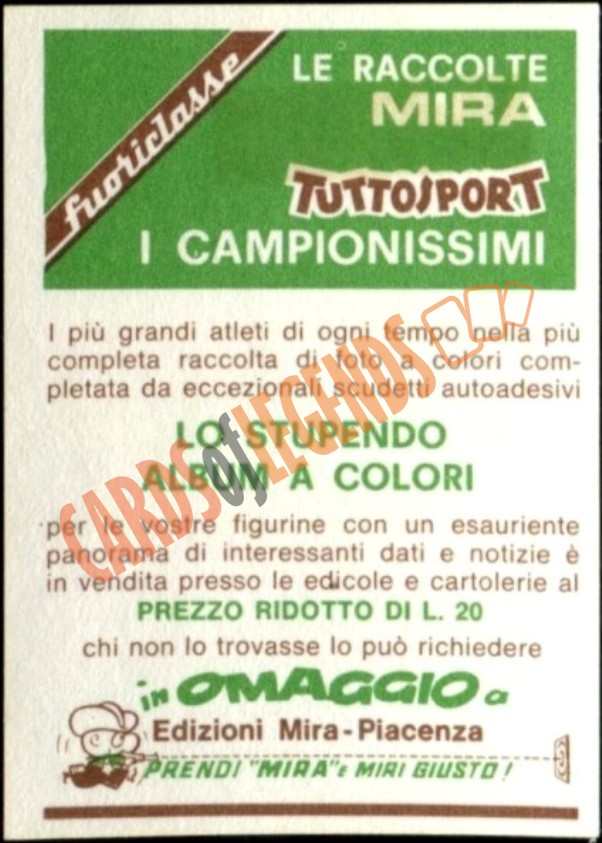 fuoriclasse
LE RACCOLTE
MIRA
TUTTOSPORT
I CAMPIONISSIMI
I più grandi atleti di ogni tempo nella più
completa raccolta di foto a colori com-
pletata da eccezionali scudetti autoadesivi
LO STUPENDO
ALBUM A COLORI
per le vostre figurine con un esauriente
panorama di interessanti dati e notizie è
in vendita presso le edicole e cartolerie al
PREZZO RIDOTTO DI L. 20
chi non lo trovasse lo può richiedere
in OMAGGIO a
Edizioni Mira-Piacenza
PRENDI "MIRA" E MIRI GIUSTO!
CARDS of LEGENDS